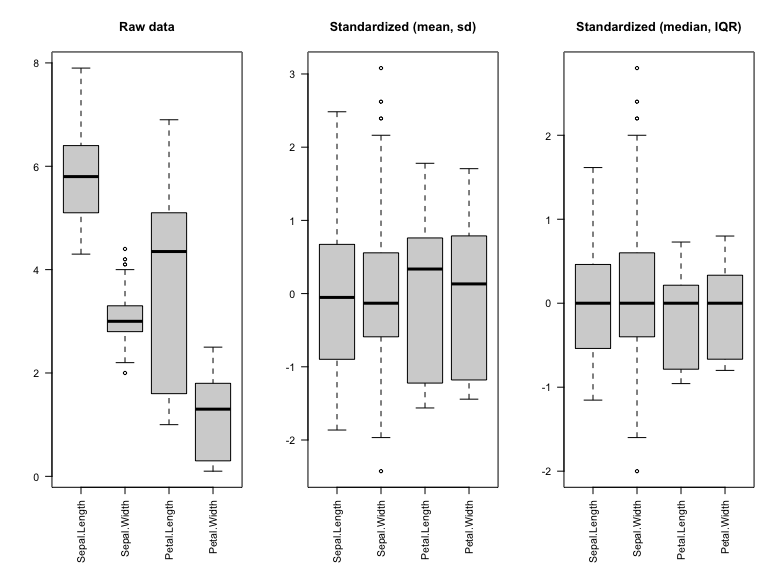 Raw data
8
6
4
2
0
Sepal.Length
Sepal.Width
Petal.Length
Petal.Width
Standardized (mean, sd)
3
2
1
0
-1
-2
Sepal.Length
Sepal.Width
Petal.Length
Petal.Width
Standardized (median, IQR)
2
1
0
-1
-2
Sepal.Length
Sepal.Width
Petal.Length
Petal.Width